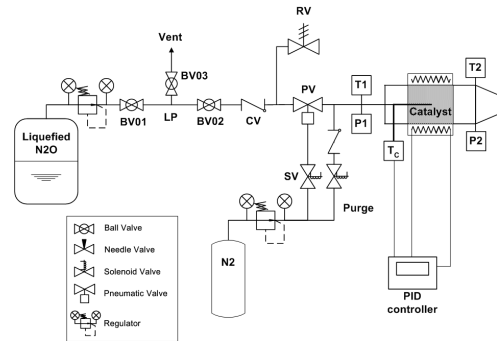 RV
Vent
BV03
T1
T2
PV
Liquefied
N2O
BV01
LP
BV02
CV
Catalyst
P1
P2
TC
SV
Purge
N2
PID
controller
Ball Valve
Needle Valve
Solenoid Valve
Pneumatic Valve
Regulator